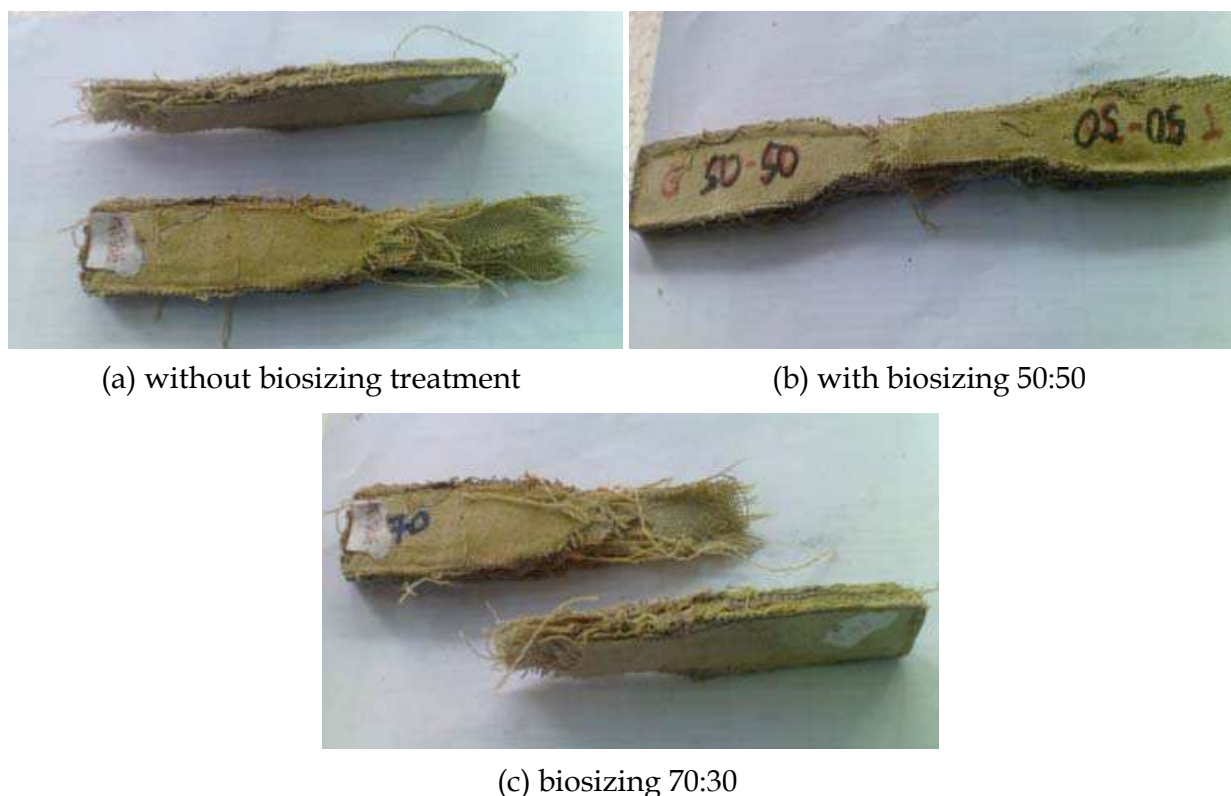 50-50
50-50
(a) without biosizing treatment
(b) with biosizing 50:50
70
(c) biosizing 70:30